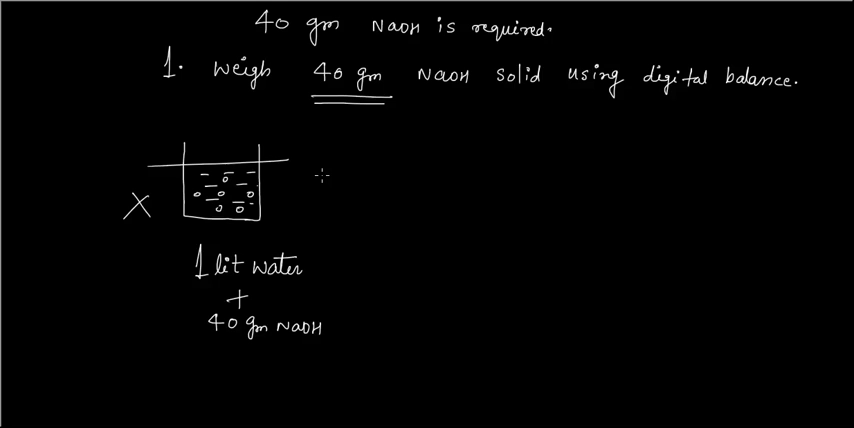 40 gm NaOH is required.
1. Weigh 40 gm NaOH solid using digital balance.
X
1 lit water
+
40 gm NaOH